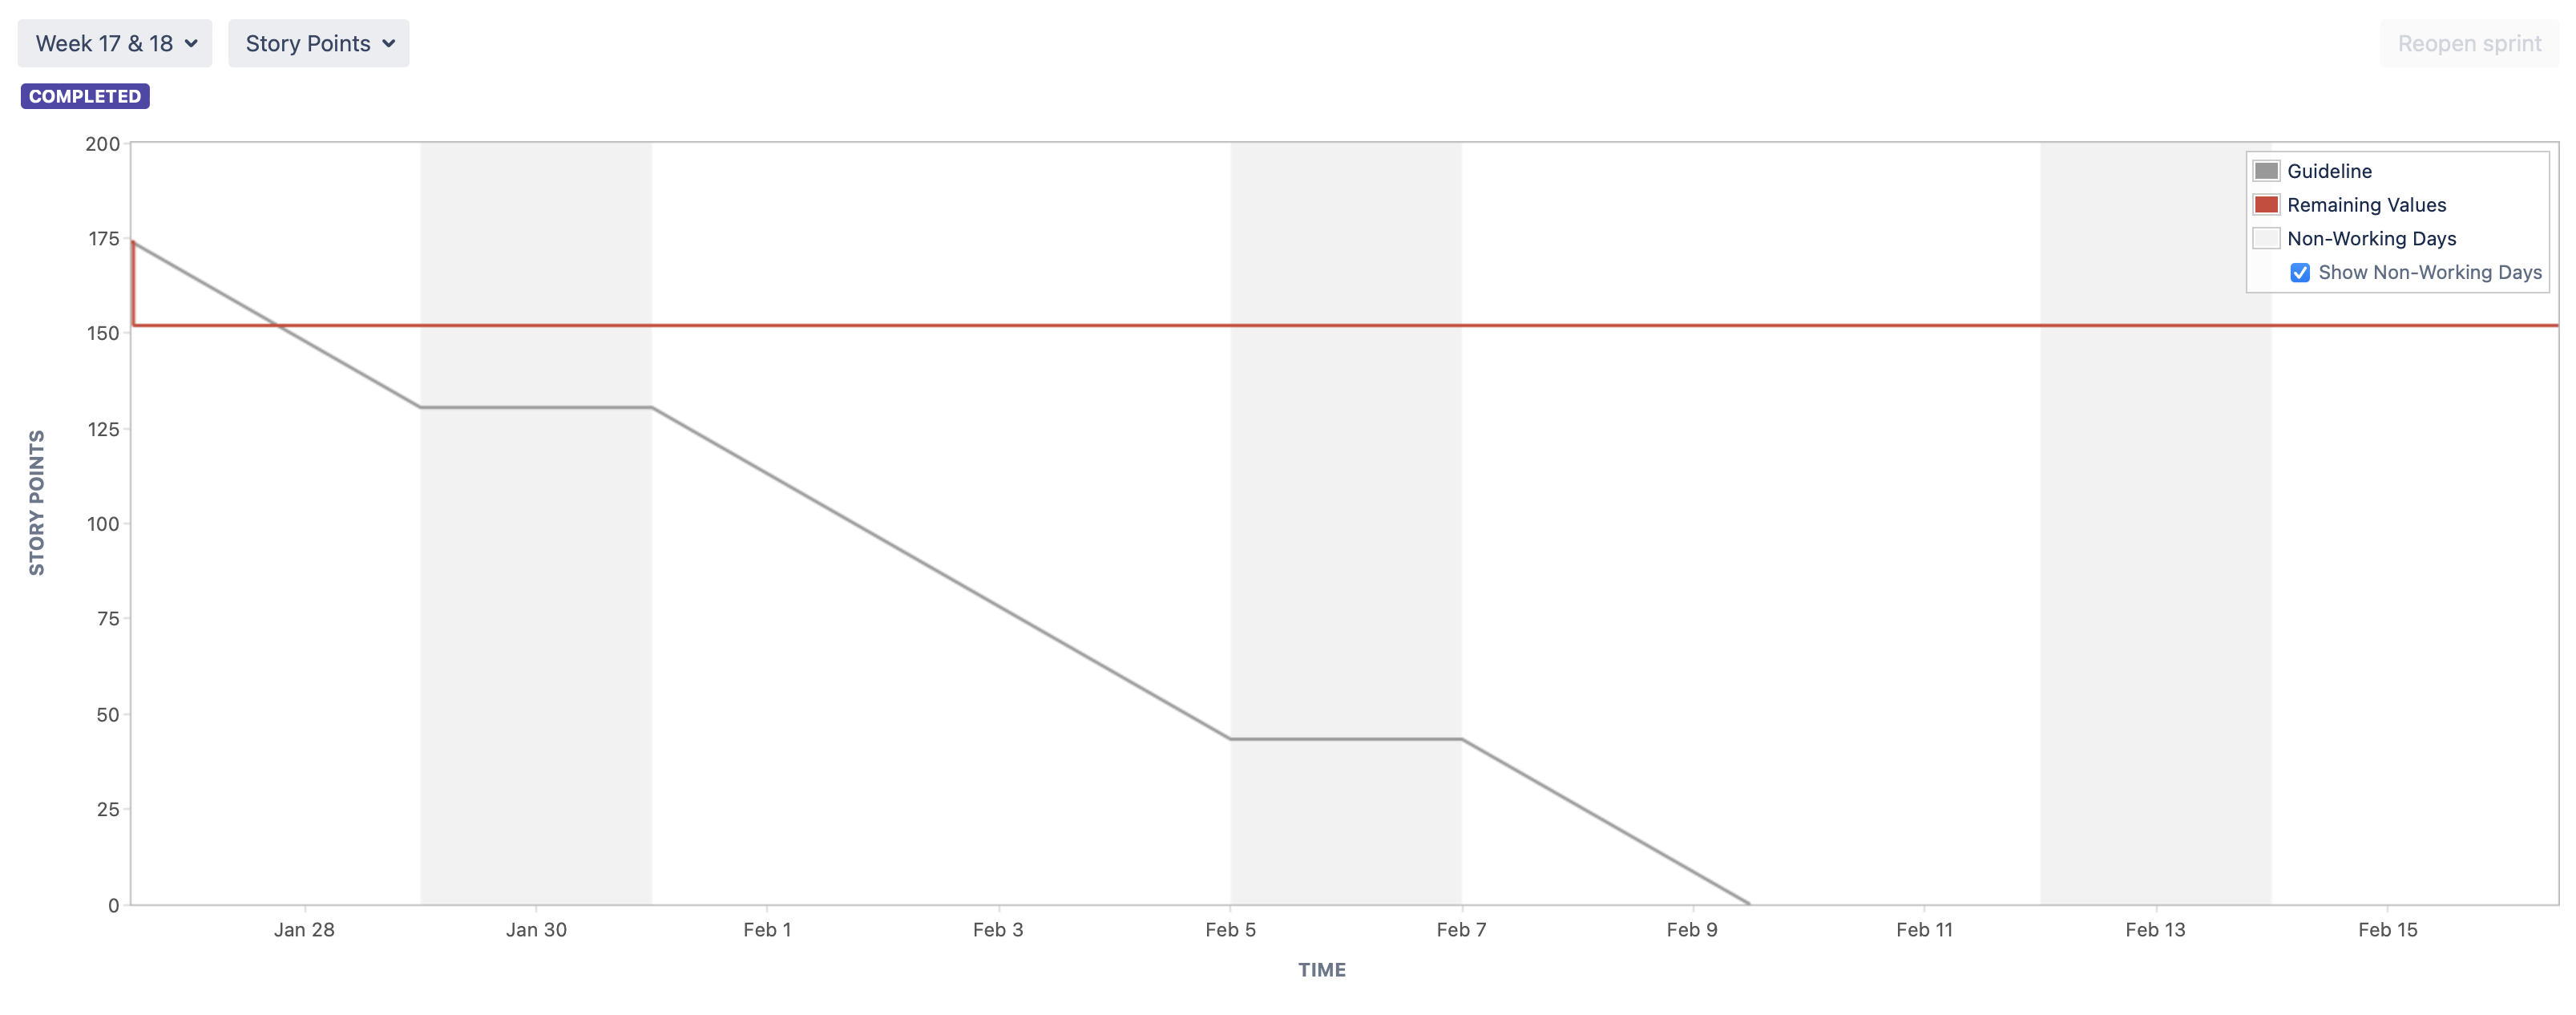 Week 17 & 18
Story Points
Reopen sprint
COMPLETED
200
175
150
125
100
75
50
25
0
STORY POINTS
Guideline
Remaining Values
Non-Working Days
Show Non-Working Days
Jan 28
Jan 30
Feb 1
Feb 3
Feb 5
Feb 7
Feb 9
Feb 11
Feb 13
Feb 15
TIME